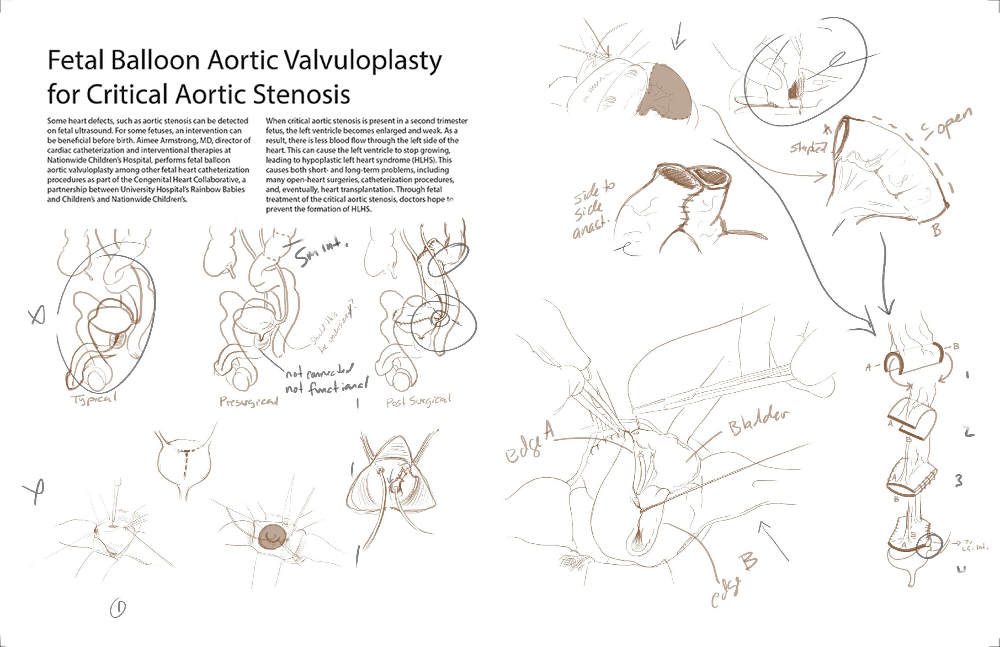 Fetal Balloon Aortic Valvuloplasty
for Critical Aortic Stenosis
Some heart defects, such as aortic stenosis can be detected
on fetal ultrasound. For some fetuses, an intervention can
be beneficial before birth. Aimee Armstrong, MD, director of
cardiac catheterization and interventional therapies at
Nationwide Children's Hospital, performs fetal balloon
aortic valvuloplasty among other fetal heart catheterization
procedures as part of the Congenital Heart Collaborative, a
partnership between University Hospital's Rainbow Babies
and Children's and Nationwide Children's.
When critical aortic stenosis is present in a second trimester
fetus, the left ventricle becomes enlarged and weak. As a
result, there is less blood flow through the left side of the
heart. This can cause the left ventricle to stop growing,
leading to hypoplastic left heart syndrome (HLHS). This
causes both short- and long-term problems, including
many open-heart surgeries, catheterization procedures,
and, eventually, heart transplantation. Through fetal
treatment of the critical aortic stenosis, doctors hope to
prevent the formation of HLHS.
Sm int.
should this
be undersized?
not connected
not functional
Typical
Presurgical
Post Surgical
1
A
stapled
open
B
side to
side
anast.
Edge A
Bladder
edge B
A
B
1
A
B
2
A
B
3
B
A
To
LG. Int.
4